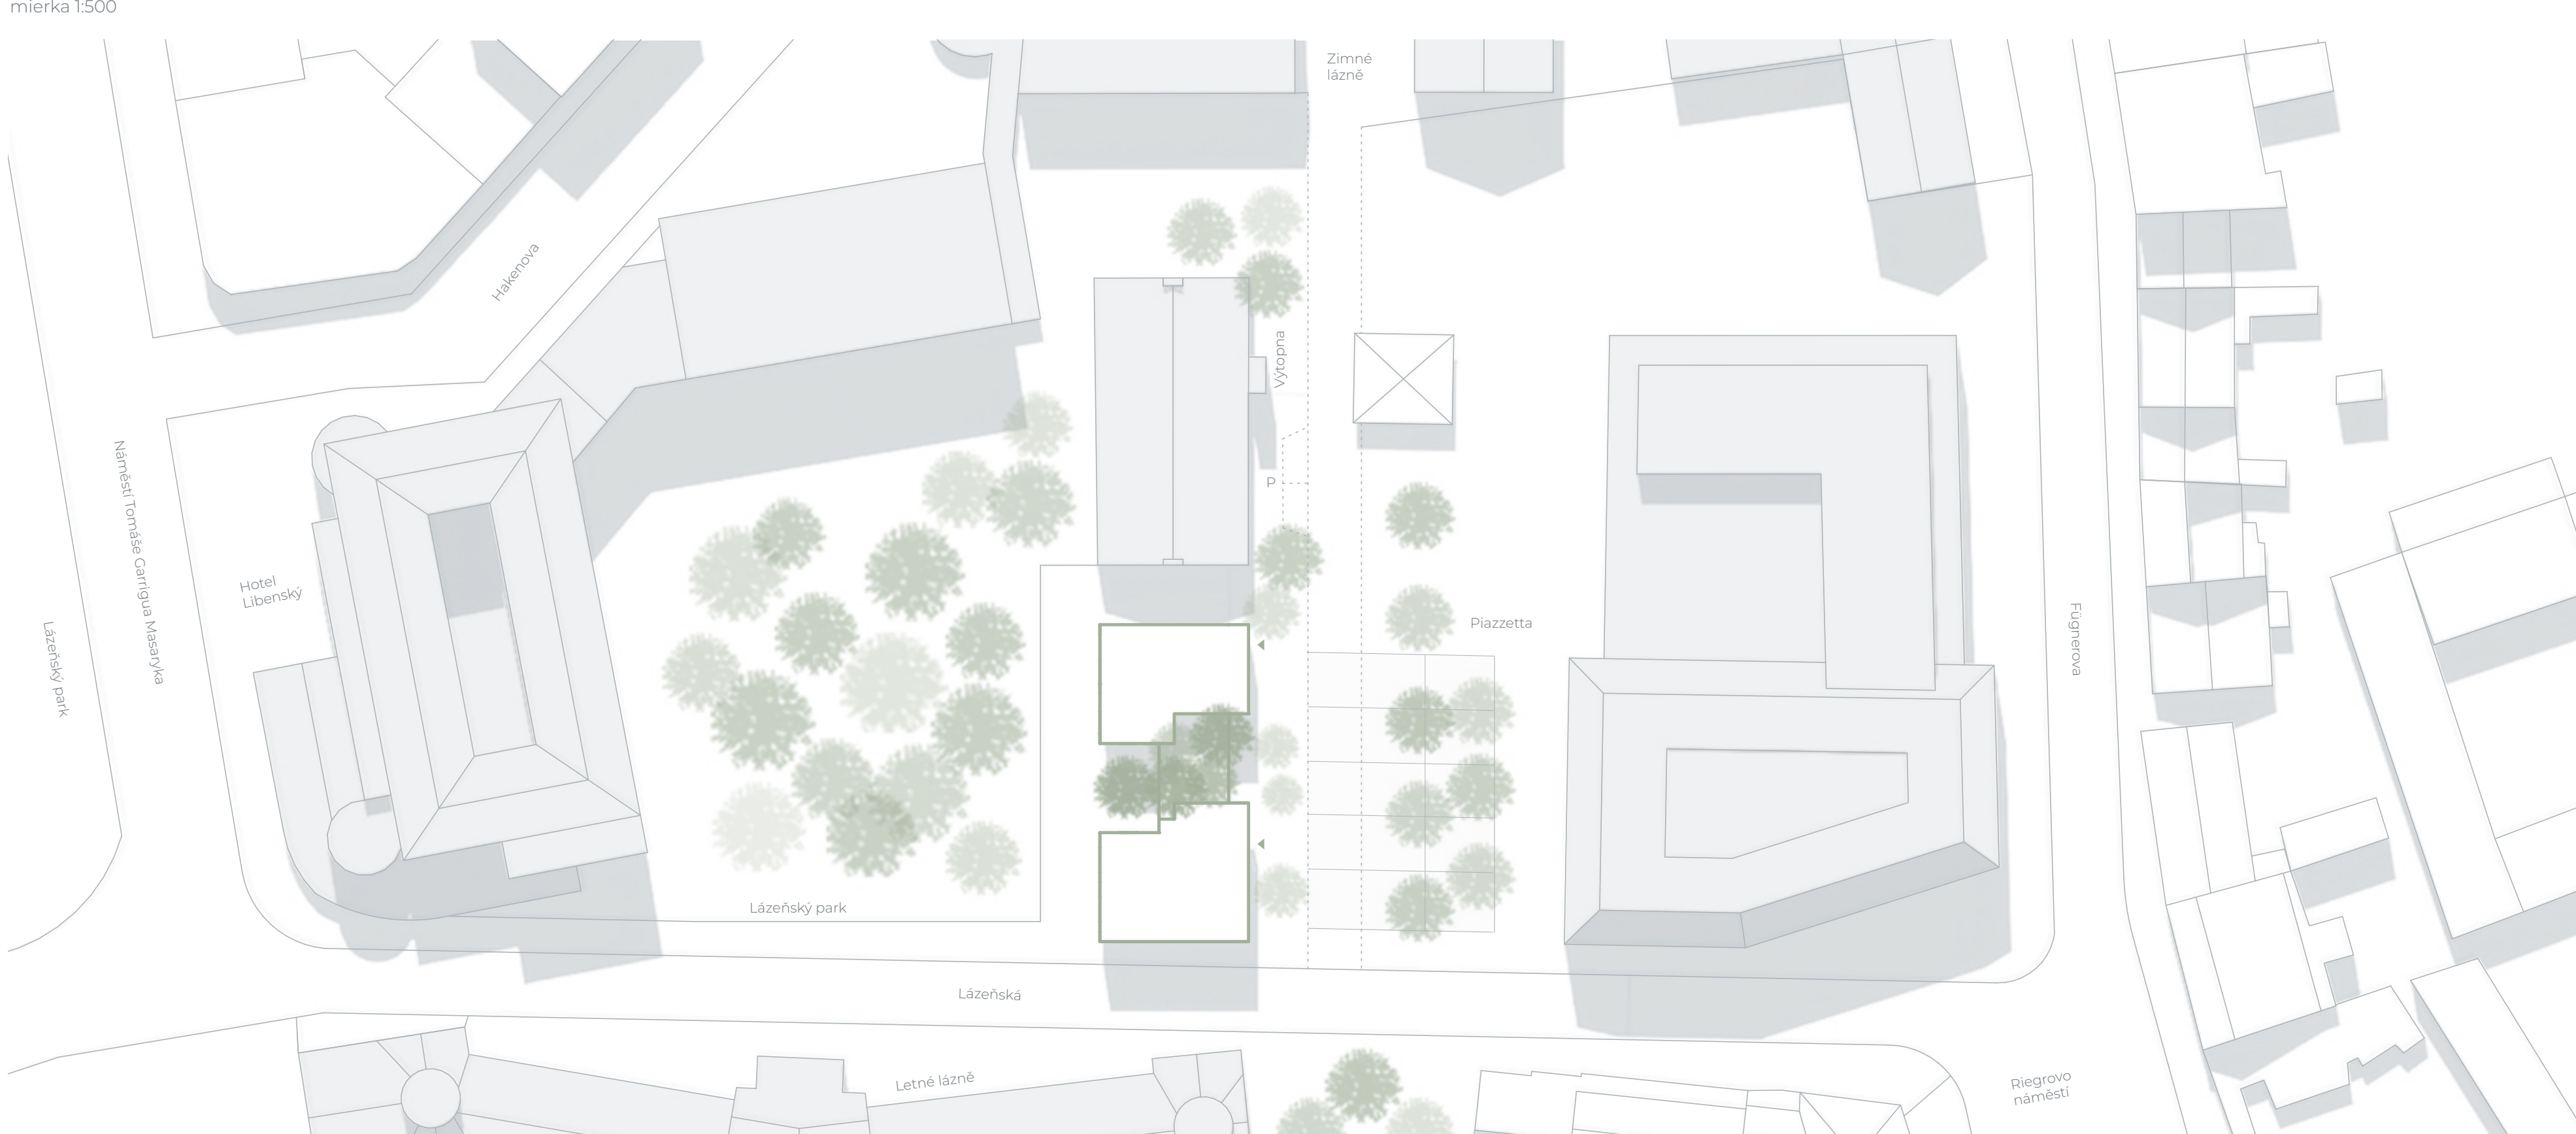 mierka 1:500
Zimné
lázně
Hakenova
Výtopna
P
Náměstí Tomáše Garrigua Masaryka
Hotel
Libenský
Lázeňský park
Piazzetta
Fügnerova
Lázeňský park
Lázeňská
Letné lázně
Riegrovo
náměstí